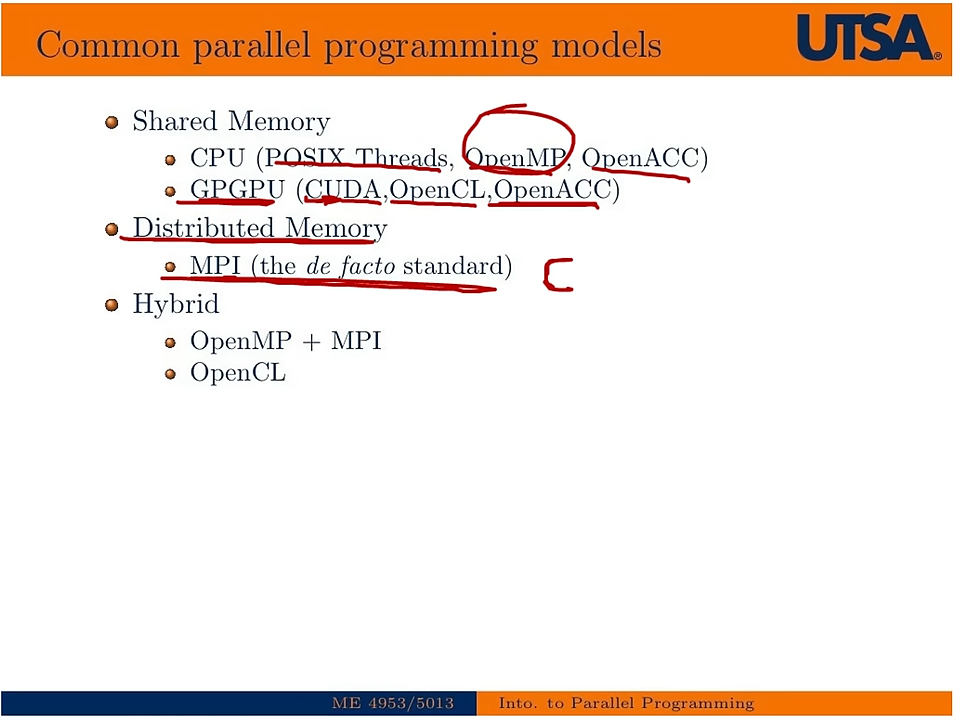 Common parallel programming models
UTSA®
Shared Memory
CPU (POSIX Threads, OpenMP, OpenACC)
GPGPU (CUDA,OpenCL,OpenACC)
Distributed Memory
MPI (the de facto standard)
C
Hybrid
OpenMP + MPI
OpenCL
ME 4953/5013
Into. to Parallel Programming